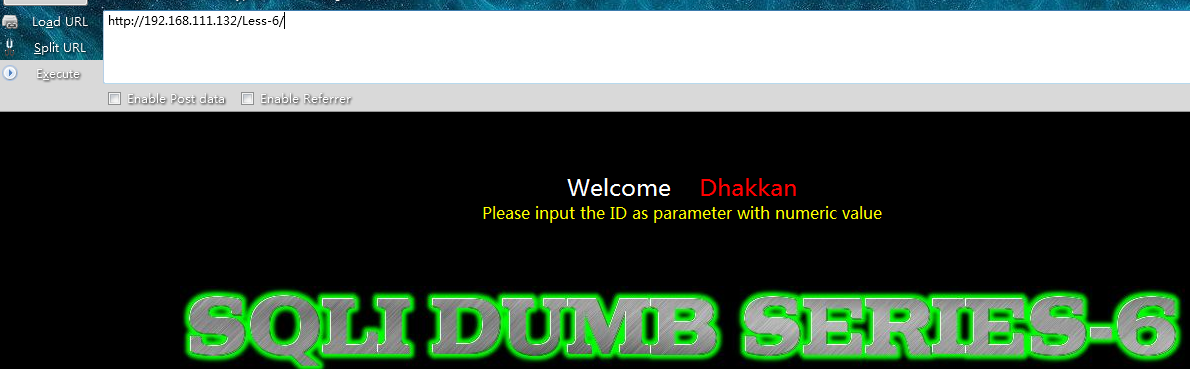 Load URL
http://192.168.111.132/Less-6/
Split URL
Execute
Enable Post data
Enable Referrer
Welcome Dhakkan
Please input the ID as parameter with numeric value
SQLI DUMB SERIES-6